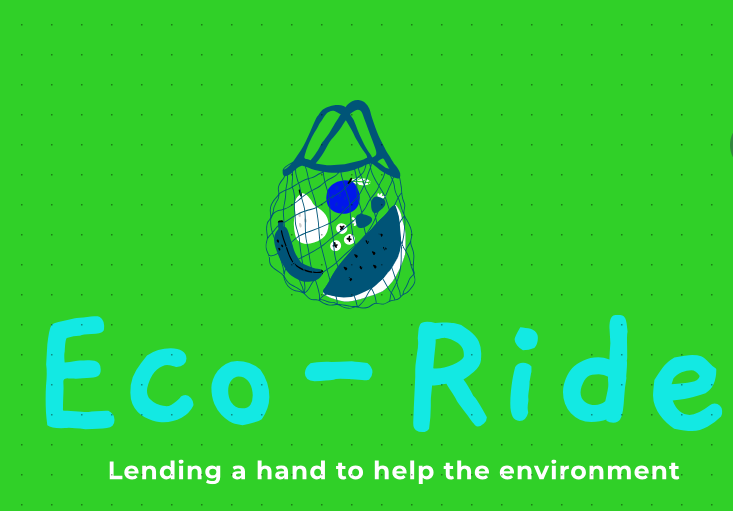 Eco-Ride
Lending a hand to help the environment